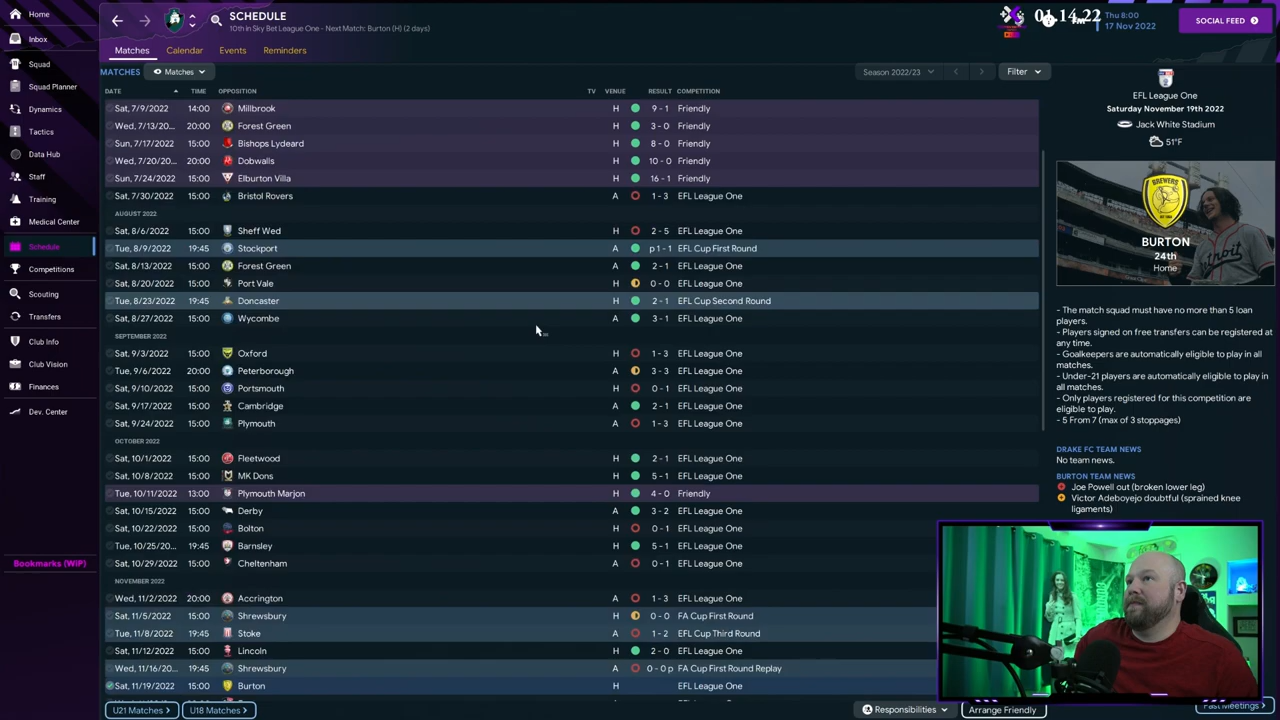 Home
Inbox
Squad
Squad Planner
Dynamics
Tactics
Data Hub
Staff
Training
Medical Center
Schedule
Competitions
Scouting
Transfers
Club Info
Club Vision
Finances
Dev. Center
Bookmarks (WiP)
SCHEDULE
10th in Sky Bet League One - Next Match: Burton (H) (2 days)
01:14:22
Thu 8:00
17 Nov 2022
SOCIAL FEED >
Matches Calendar Events Reminders
MATCHES Matches Season 2022/23 Filter
DATE TIME OPPOSITION TV VENUE RESULT COMPETITION
Sat, 7/9/2022 14:00 Millbrook H 9 - 1 Friendly
Wed, 7/13/20... 20:00 Forest Green H 3 - 0 Friendly
Sun, 7/17/2022 15:00 Bishops Lydeard H 8 - 0 Friendly
Wed, 7/20/20... 20:00 Dobwalls H 10 - 0 Friendly
Sun, 7/24/2022 15:00 Elburton Villa H 16 - 1 Friendly
Sat, 7/30/2022 15:00 Bristol Rovers A 1 - 3 EFL League One
AUGUST 2022
Sat, 8/6/2022 15:00 Sheff Wed H 2 - 5 EFL League One
Tue, 8/9/2022 19:45 Stockport A p 1 - 1 EFL Cup First Round
Sat, 8/13/2022 15:00 Forest Green A 2 - 1 EFL League One
Sat, 8/20/2022 15:00 Port Vale A 0 - 0 EFL League One
Tue, 8/23/2022 19:45 Doncaster H 2 - 1 EFL Cup Second Round
Sat, 8/27/2022 15:00 Wycombe A 3 - 1 EFL League One
SEPTEMBER 2022
Sat, 9/3/2022 15:00 Oxford H 1 - 3 EFL League One
Tue, 9/6/2022 20:00 Peterborough A 3 - 3 EFL League One
Sat, 9/10/2022 15:00 Portsmouth H 0 - 1 EFL League One
Sat, 9/17/2022 15:00 Cambridge A 2 - 1 EFL League One
Sat, 9/24/2022 15:00 Plymouth A 1 - 3 EFL League One
OCTOBER 2022
Sat, 10/1/2022 15:00 Fleetwood H 2 - 1 EFL League One
Sat, 10/8/2022 15:00 MK Dons H 5 - 1 EFL League One
Tue, 10/11/2022 13:00 Plymouth Marjon H 4 - 0 Friendly
Sat, 10/15/2022 15:00 Derby A 3 - 2 EFL League One
Sat, 10/22/2022 15:00 Bolton H 0 - 1 EFL League One
Tue, 10/25/20... 19:45 Barnsley H 5 - 1 EFL League One
Sat, 10/29/2022 15:00 Cheltenham A 0 - 1 EFL League One
NOVEMBER 2022
Wed, 11/2/2022 20:00 Accrington A 1 - 3 EFL League One
Sat, 11/5/2022 15:00 Shrewsbury H 0 - 0 FA Cup First Round
Tue, 11/8/2022 19:45 Stoke A 1 - 2 EFL Cup Third Round
Sat, 11/12/2022 15:00 Lincoln H 2 - 0 EFL League One
Wed, 11/16/20... 19:45 Shrewsbury A 0 - 0 p FA Cup First Round Replay
Sat, 11/19/2022 15:00 Burton H EFL League One
U21 Matches > U18 Matches > Responsibilities Arrange Friendly Past Meetings >
EFL League One
Saturday November 19th 2022
Jack White Stadium
51°F
BREWERS
Detroit
BURTON
24th
Home
- The match squad must have no more than 5 loan
players.
- Players signed on free transfers can be registered at
any time.
- Goalkeepers are automatically eligible to play in all
matches.
- Under-21 players are automatically eligible to play in
all matches.
- Only players registered for this competition are
eligible to play.
- 5 From 7 (max of 3 stoppages)
DRAKE FC TEAM NEWS
No team news.
BURTON TEAM NEWS
Joe Powell out (broken lower leg)
Victor Adeboyejo doubtful (sprained knee
ligaments)